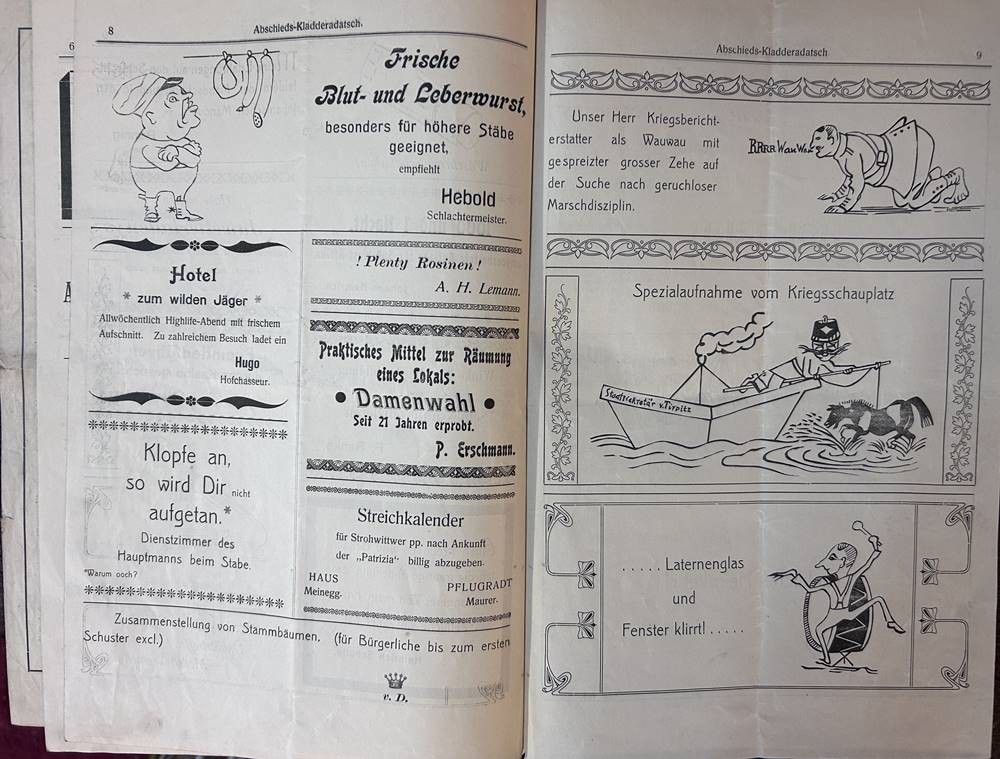 6
8
Abschieds-Kladderadatsch.
Frische
Blut- und Leberwurst,
besonders für höhere Stäbe
geeignet,
empfiehlt
Hebold
Schlachtermeister.
Hotel
* zum wilden Jäger *
Allwöchentlich Highlife-Abend mit frischem
Aufschnitt. Zu zahlreichem Besuch ladet ein
Hugo
Hofchasseur.
Klopfe an,
so wird Dir nicht
aufgetan.*
Dienstzimmer des
Hauptmanns beim Stabe.
*Warum ooch?
! Plenty Rosinen !
A. H. Lemann.
Praktisches Mittel zur Räumung
eines Lokals:
• Damenwahl •
Seit 21 Jahren erprobt.
P. Erschmann.
Streichkalender
für Strohwittwer pp. nach Ankunft
der „Patrizia“ billig abzugeben.
HAUS PFLUGRADT
Meinegg. Maurer.
Zusammenstellung von Stammbäumen. (für Bürgerliche bis zum ersten
Schuster excl.)
v. D.
Abschieds-Kladderadatsch
9
Unser Herr Kriegsbericht-
erstatter als Wauwau mit
gespreizter grosser Zehe auf
der Suche nach geruchloser
Marschdisziplin.
RRRR Wau Wau
Spezialaufnahme vom Kriegsschauplatz
Staatssekretär v. Tirpitz
. . . . . Laternenglas
und
Fenster klirrt! . . . . .